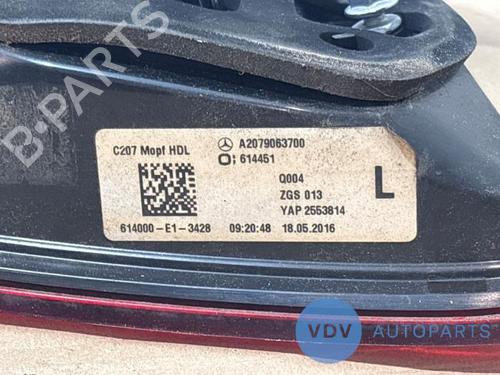 B-PARTS
C207 Mopf HDL
A2079063700
O; 614461
Q004
ZGS 013
YAP 2553814
L
614000-E1-3428 09:20:48 18.05.2016
VDV AUTOPARTS